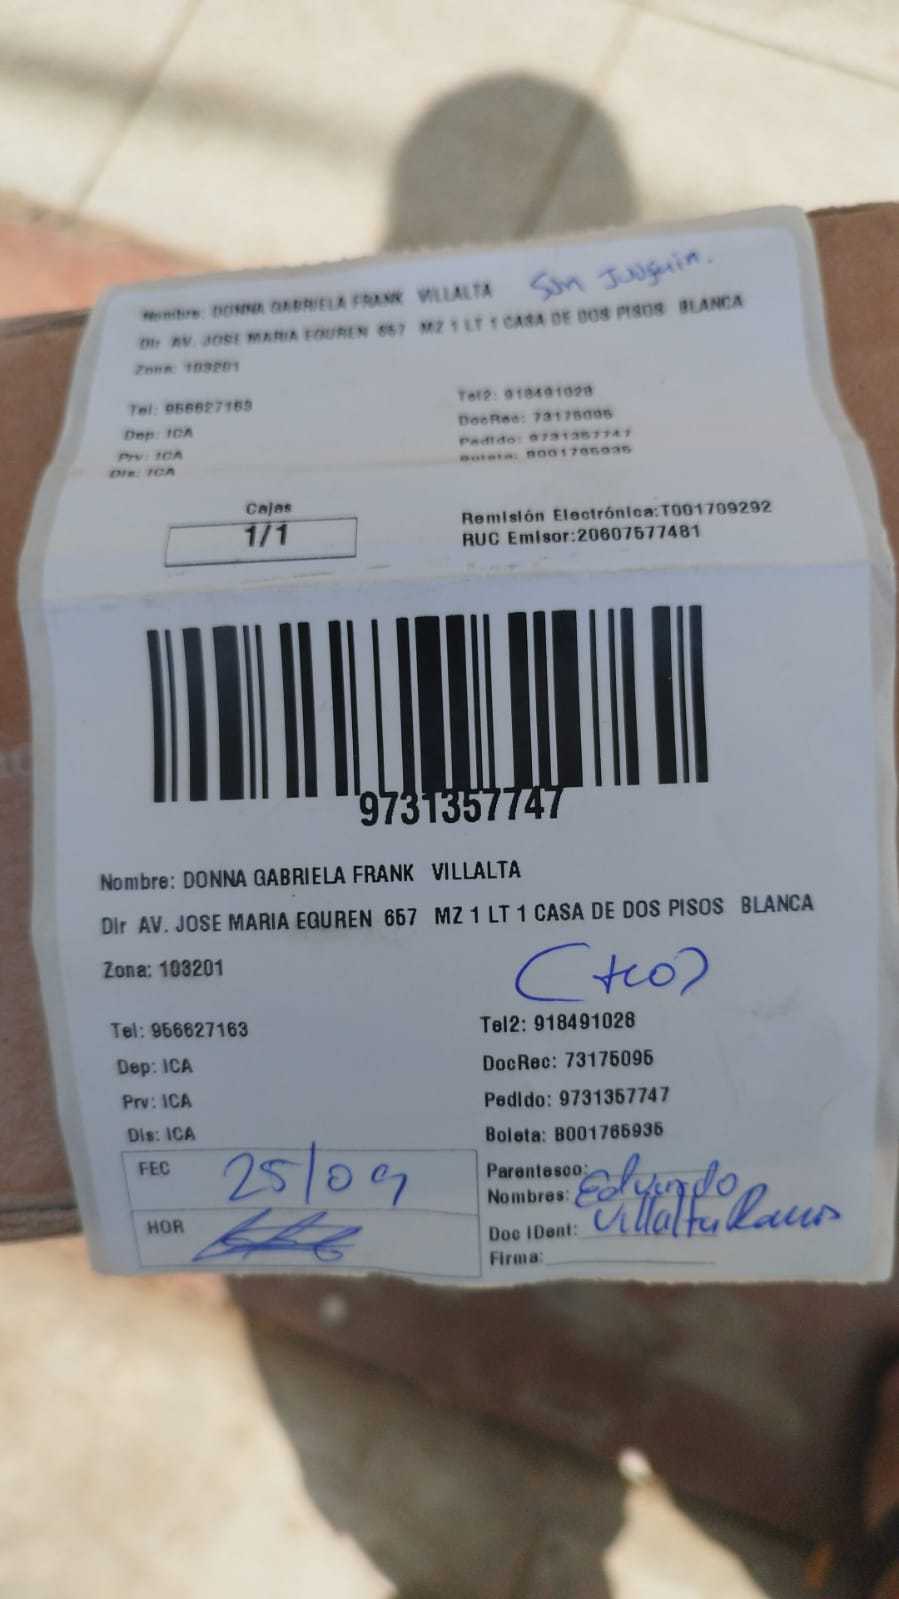 Nombre: DONNA GABRIELA FRANK VILLALTA San Juaquin.
Dir AV. JOSE MARIA EGUREN 657 MZ 1 LT 1 CASA DE DOS PISOS BLANCA
Zona: 103201
Tel: 956627163 Tel2: 918491028
Dep: ICA DocRec: 73175095
Prv: ICA Pedido: 9731357747
Dis: ICA Boleta: B001765935
Cajas
1/1
Remisión Electrónica:T001709292
RUC Emisor:20607577481
9731357747
Nombre: DONNA GABRIELA FRANK VILLALTA
Dir AV. JOSE MARIA EGUREN 657 MZ 1 LT 1 CASA DE DOS PISOS BLANCA
Zona: 103201
Tel: 956627163 Tel2: 918491028
Dep: ICA DocRec: 73175095
Prv: ICA Pedido: 9731357747
Dis: ICA Boleta: B001765935
FEC 25/09
HOR
Parentesco:
Nombres: Eduardo
Doc IDent: Villalta Ramos
Firma: